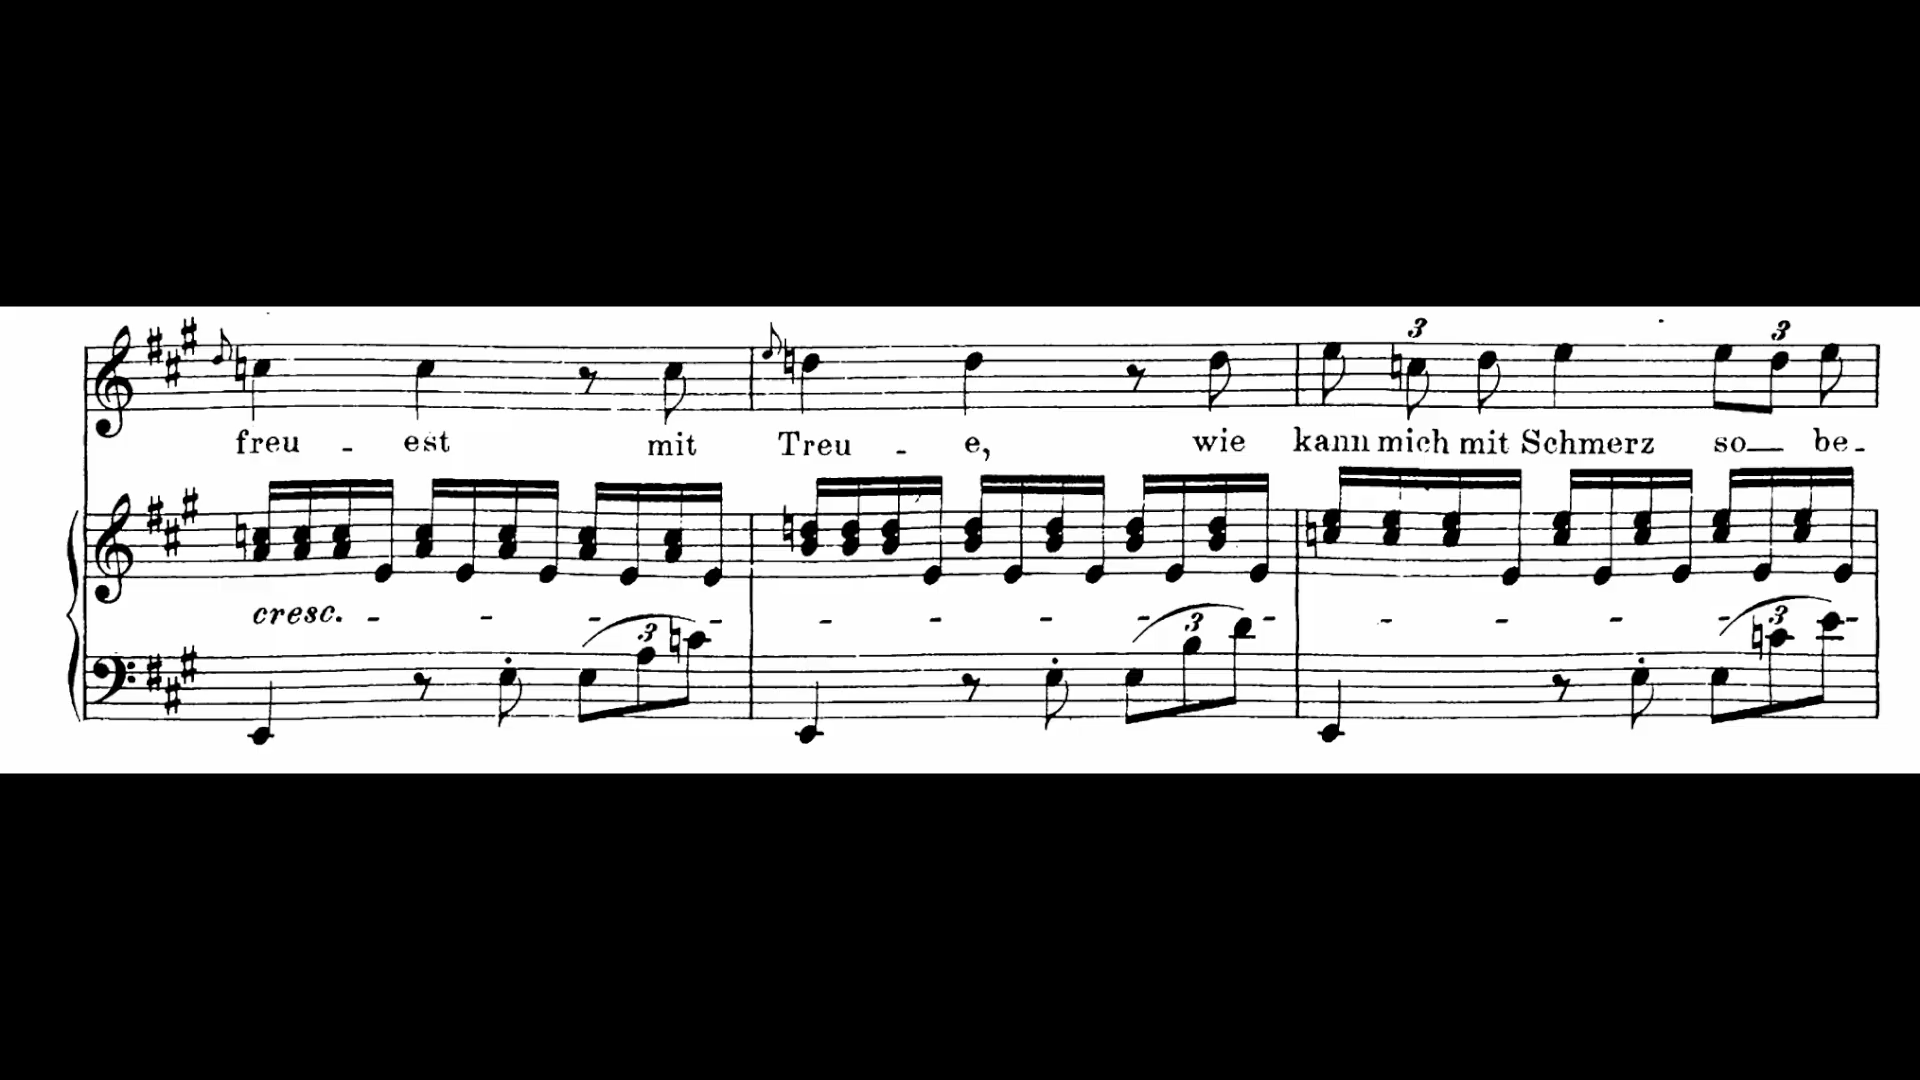 3 3
freu - est mit Treu - e, wie kann mich mit Schmerz so be -
cresc. - - - - - - - - - - - - -
3 3 3